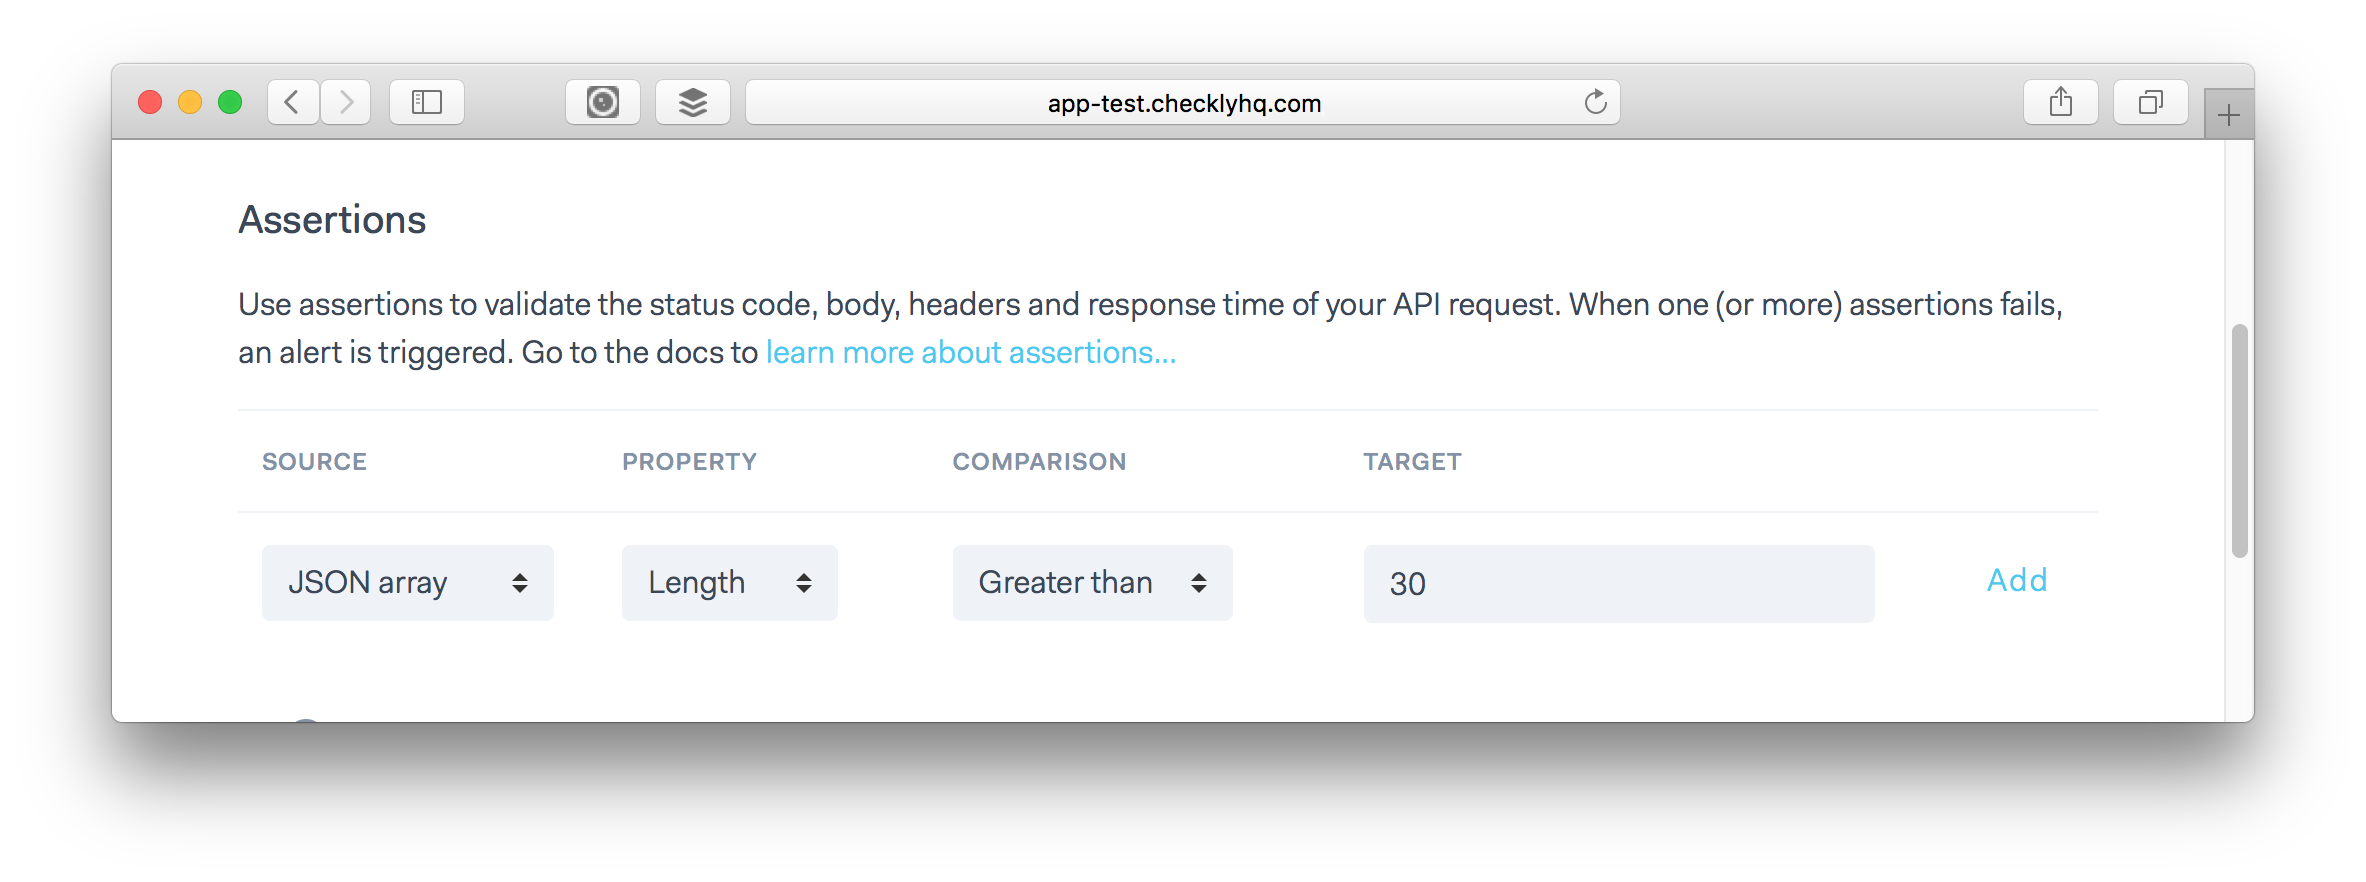 app-test.checklyhq.com
Assertions
Use assertions to validate the status code, body, headers and response time of your API request. When one (or more) assertions fails,
an alert is triggered. Go to the docs to learn more about assertions...
SOURCE PROPERTY COMPARISON TARGET
JSON array Length Greater than 30 Add